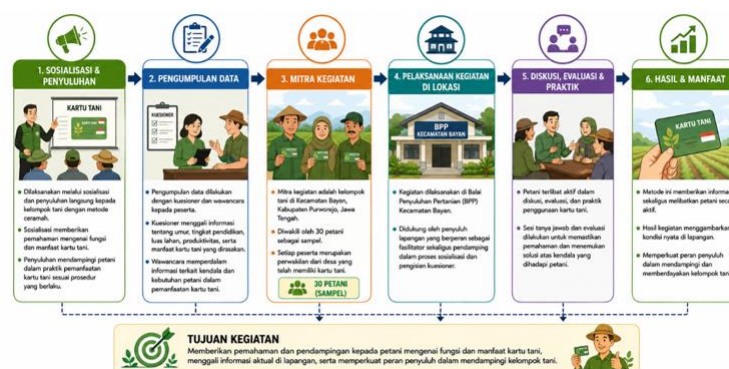 1. SOSIALISASI &
PENYULUHAN
KARTU TANI
• Dilaksanakan melalui sosialisasi
dan penyuluhan langsung kepada
kelompok tani dengan metode
ceramah.
• Sosialisasi memberikan
pemahaman mengenai fungsi
dan manfaat kartu tani.
• Penyuluhan mendampingi petani
dalam praktik pemanfaatan
kartu tani sesuai prosedur
yang berlaku.
2. PENGUMPULAN DATA
KUESIONER
• Pengumpulan data dilakukan
dengan kuesioner dan wawancara
kepada peserta.
• Kuesioner menggali informasi
tentang umur, tingkat pendidikan,
luas lahan, produktivitas, serta
manfaat kartu tani yang dirasakan.
• Wawancara memperdalam
informasi terkait kendala dan
kebutuhan petani dalam
pemanfaatan kartu tani.
3. MITRA KEGIATAN
• Mitra kegiatan adalah kelompok
tani di Kecamatan Bayan,
Kabupaten Purworejo, Jawa
Tengah.
• Diwakili oleh 30 petani
sebagai sampel.
• Setiap peserta merupakan
perwakilan dari desa yang
telah memiliki kartu tani.
30 PETANI
(SAMPEL)
4. PELAKSANAAN KEGIATAN
DI LOKASI
BPP
KECAMATAN BAYAN
• Kegiatan dilaksanakan di Balai
Penyuluhan Pertanian (BPP)
Kecamatan Bayan.
• Didukung oleh penyuluh
lapangan yang berperan sebagai
fasilitator sekaligus pendamping
dalam proses sosialisasi dan
pengisian kuesioner.
5. DISKUSI, EVALUASI &
PRAKTIK
• Petani terlibat aktif dalam
diskusi, evaluasi, dan praktik
penggunaan kartu tani.
• Sesi tanya jawab dan evaluasi
dilakukan untuk memastikan
pemahaman dan menemukan
solusi atas kendala yang
dihadapi petani.
6. HASIL & MANFAAT
KARTU TANI
• Metode ini memberikan informa
sekaligus melibatkan petani seca
aktif.
• Hasil kegiatan menggambarkan
kondisi nyata di lapangan.
• Memperkuat peran penyuluh
dalam mendampingi dan
memberdayakan kelompok tan
TUJUAN KEGIATAN
Memberikan pemahaman dan pendampingan kepada petani mengenai fungsi dan manfaat kartu tani,
menggali informasi aktual di lapangan, serta memperkuat peran penyuluh dalam mendampingi kelompok tani.